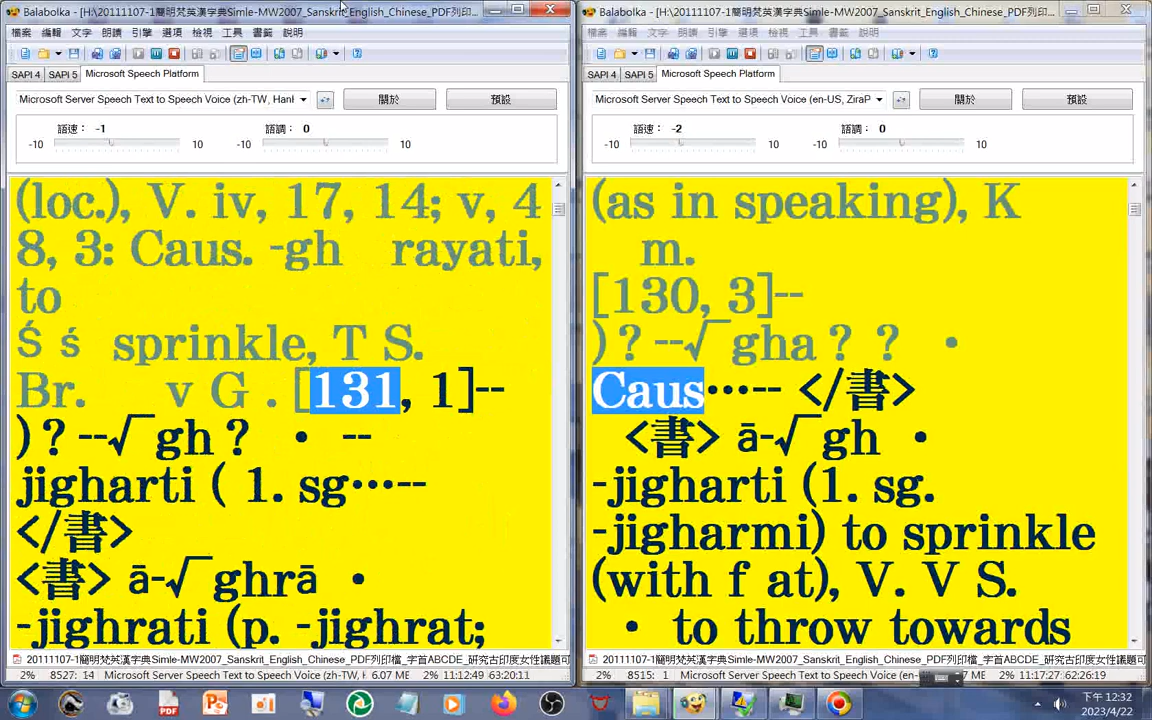 Balabolka - [H:\20111107-1簡明梵英漢字典Simle-MW2007_Sanskrit_English_Chinese_PDF列印...
檔案 編輯 文字 朗讀 引擎 選項 檢視 工具 書籤 說明
SAPI 4 SAPI 5 Microsoft Speech Platform
Microsoft Server Speech Text to Speech Voice (zh-TW, HanH
關於
預設
語速： -1
語調： 0
-10 10 -10 10
(loc.), V. iv, 17, 14; v, 4
8, 3: Caus. -gh rayati,
to
Ś ś sprinkle, T S.
Br. v G . [131, 1]--
) ? --√ gh ? • --
jigharti ( 1. sg…--
</書>
<書> ā-√ ghrā •
-jighrati (p. -jighrat;
20111107-1簡明梵英漢字典Simle-MW2007_Sanskrit_English_Chinese_PDF列印檔_字首ABCDE_研究古印度女性議題可
2% 8527: 14 Microsoft Server Speech Text to Speech Voice (zh-TW, H 6.07 ME 2% 11:12:49 63:20:11
Balabolka - [H:\20111107-1簡明梵英漢字典Simle-MW2007_Sanskrit_English_Chinese_PDF列印...
檔案 編輯 文字 朗讀 引擎 選項 檢視 工具 書籤 說明
SAPI 4 SAPI 5 Microsoft Speech Platform
Microsoft Server Speech Text to Speech Voice (en-US, ZiraP
關於
預設
語速： -2
語調： 0
-10 10 -10 10
(as in speaking), K
m.
[130, 3]--
) ? --√ gha ? ? •
Caus…-- </書>
<書> ā-√ gh •
-jigharti (1. sg.
-jigharmi) to sprinkle
(with f at), V. V S.
• to throw towards
20111107-1簡明梵英漢字典Simle-MW2007_Sanskrit_English_Chinese_PDF列印檔_字首ABCDE_研究古印度女性議題可
2% 8515: 1 Microsoft Server Speech Text to Speech Voice (en-U ME 2% 11:17:27 62:26:19
下午 12:32
2023/4/22